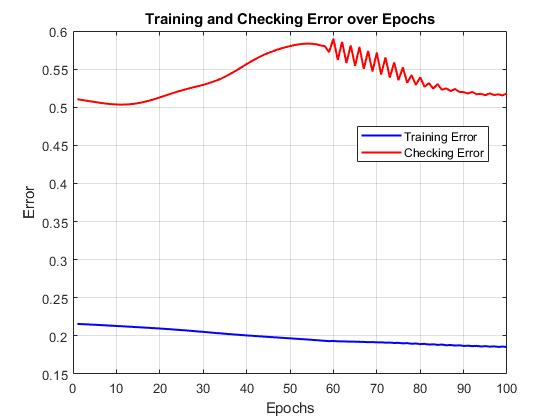 Training and Checking Error over Epochs
0.6
0.55
0.5
0.45
0.4
0.35
0.3
0.25
0.2
0.15
Error
Training Error
Checking Error
0 10 20 30 40 50 60 70 80 90 100
Epochs